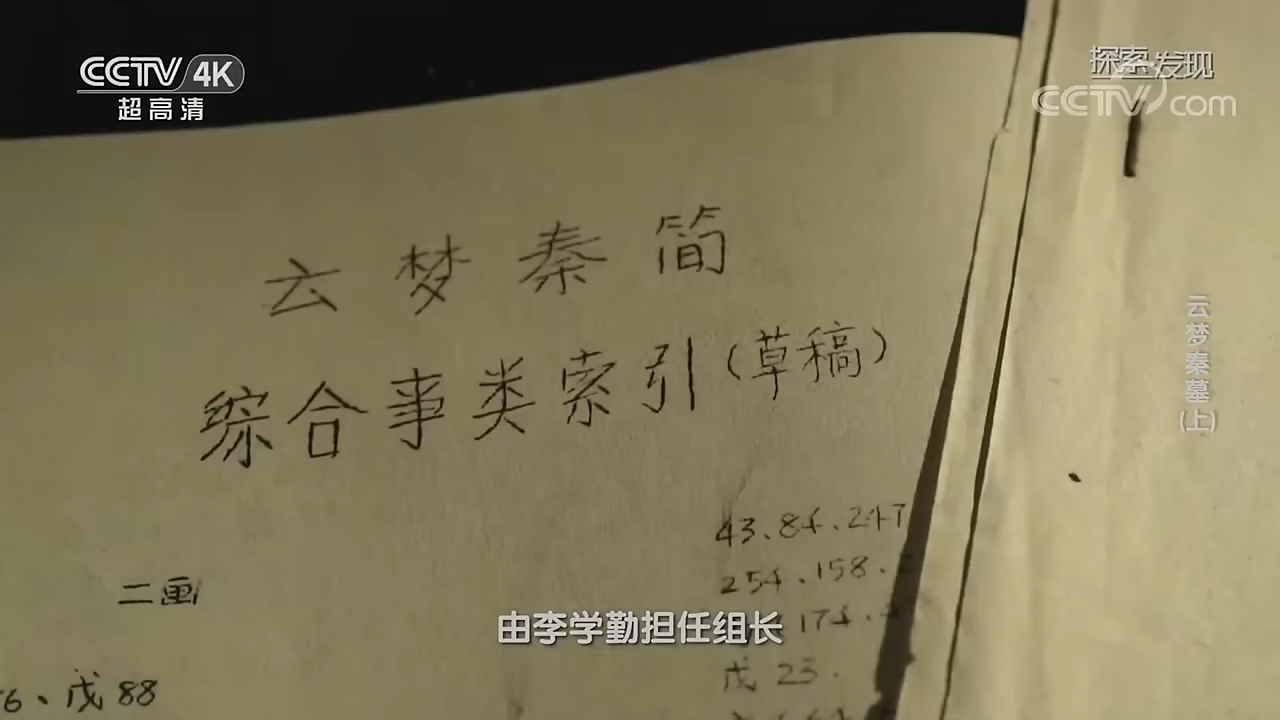 CCTV 4K
超高清
探索发现
CCTV.com
云梦秦简
综合事类索引(草稿)
云梦秦墓(上)
43、84、247
254、158、
二画
174、
由李学勤担任组长
戊23.
6、戊88